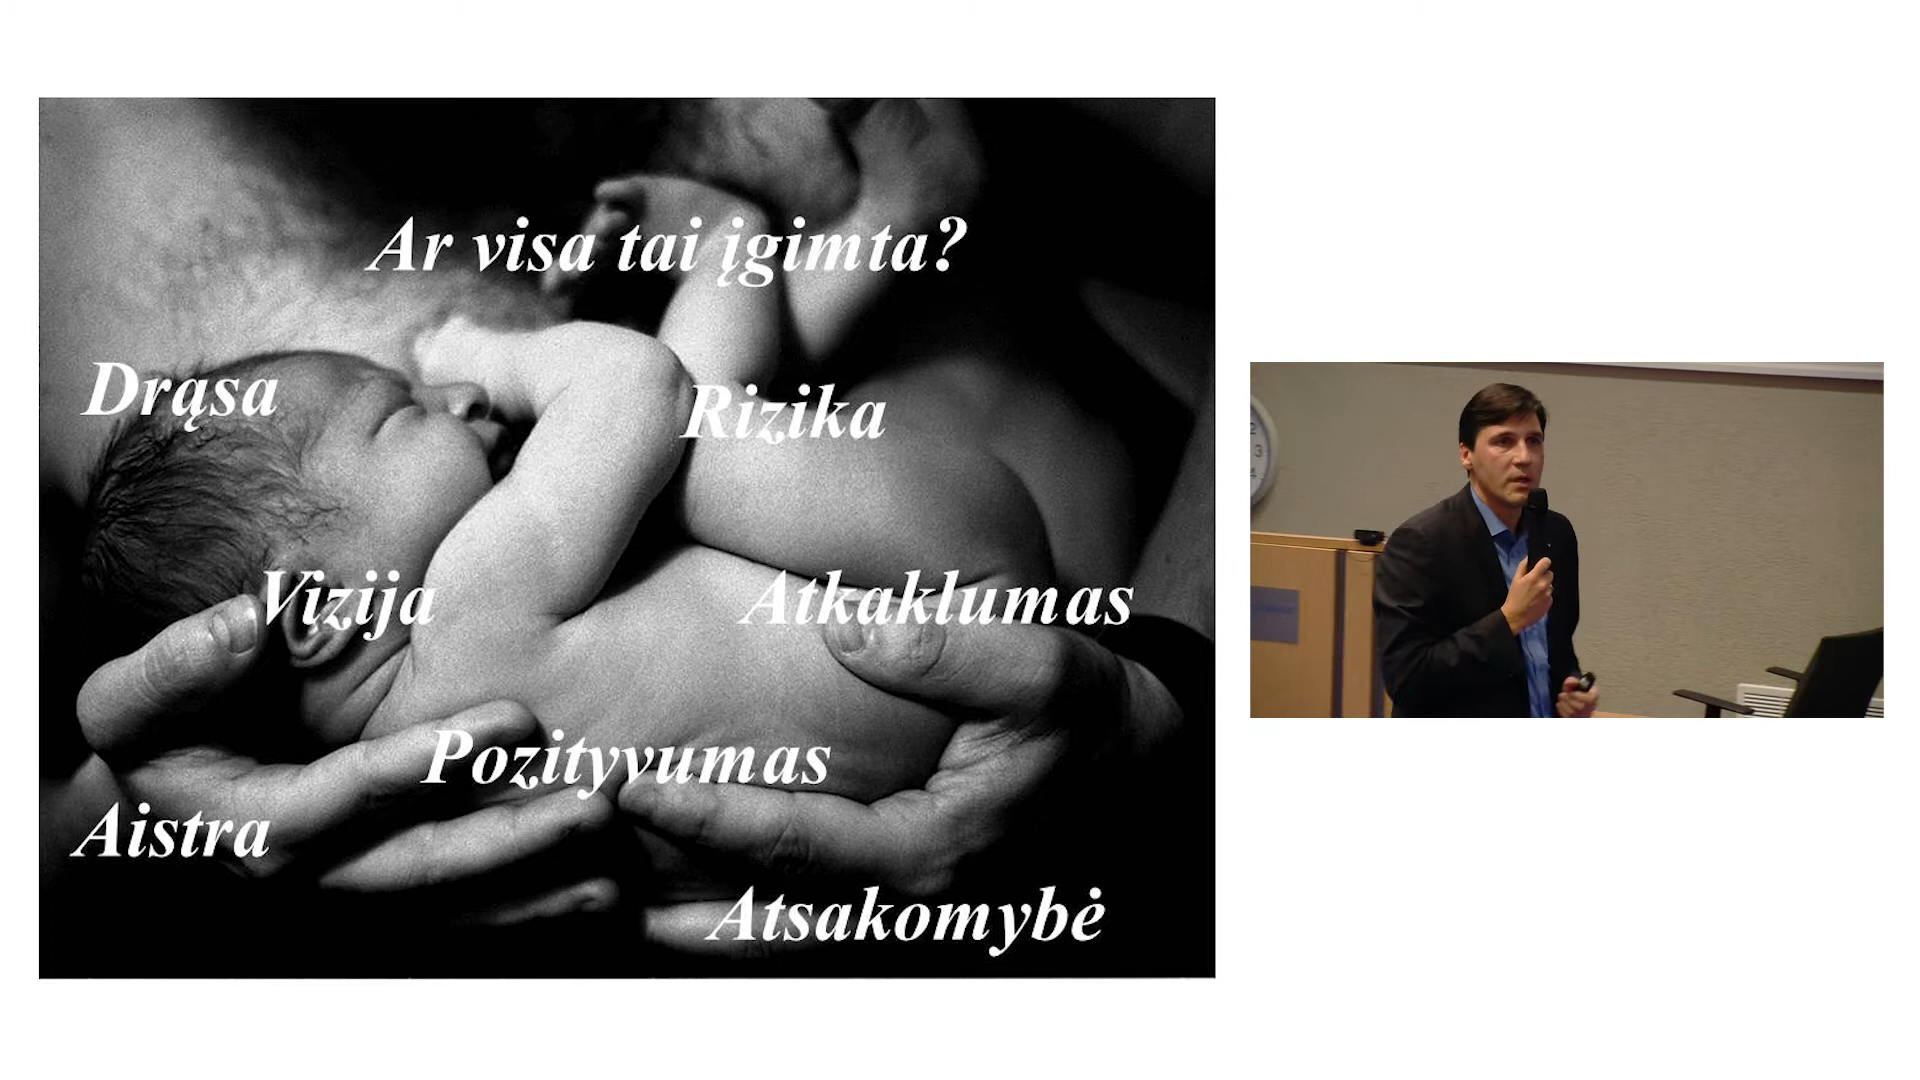 Ar visa tai įgimta?
Drąsa
Rizika
Vizija
Atkaklumas
Pozityvumas
Aistra
Atsakomybė